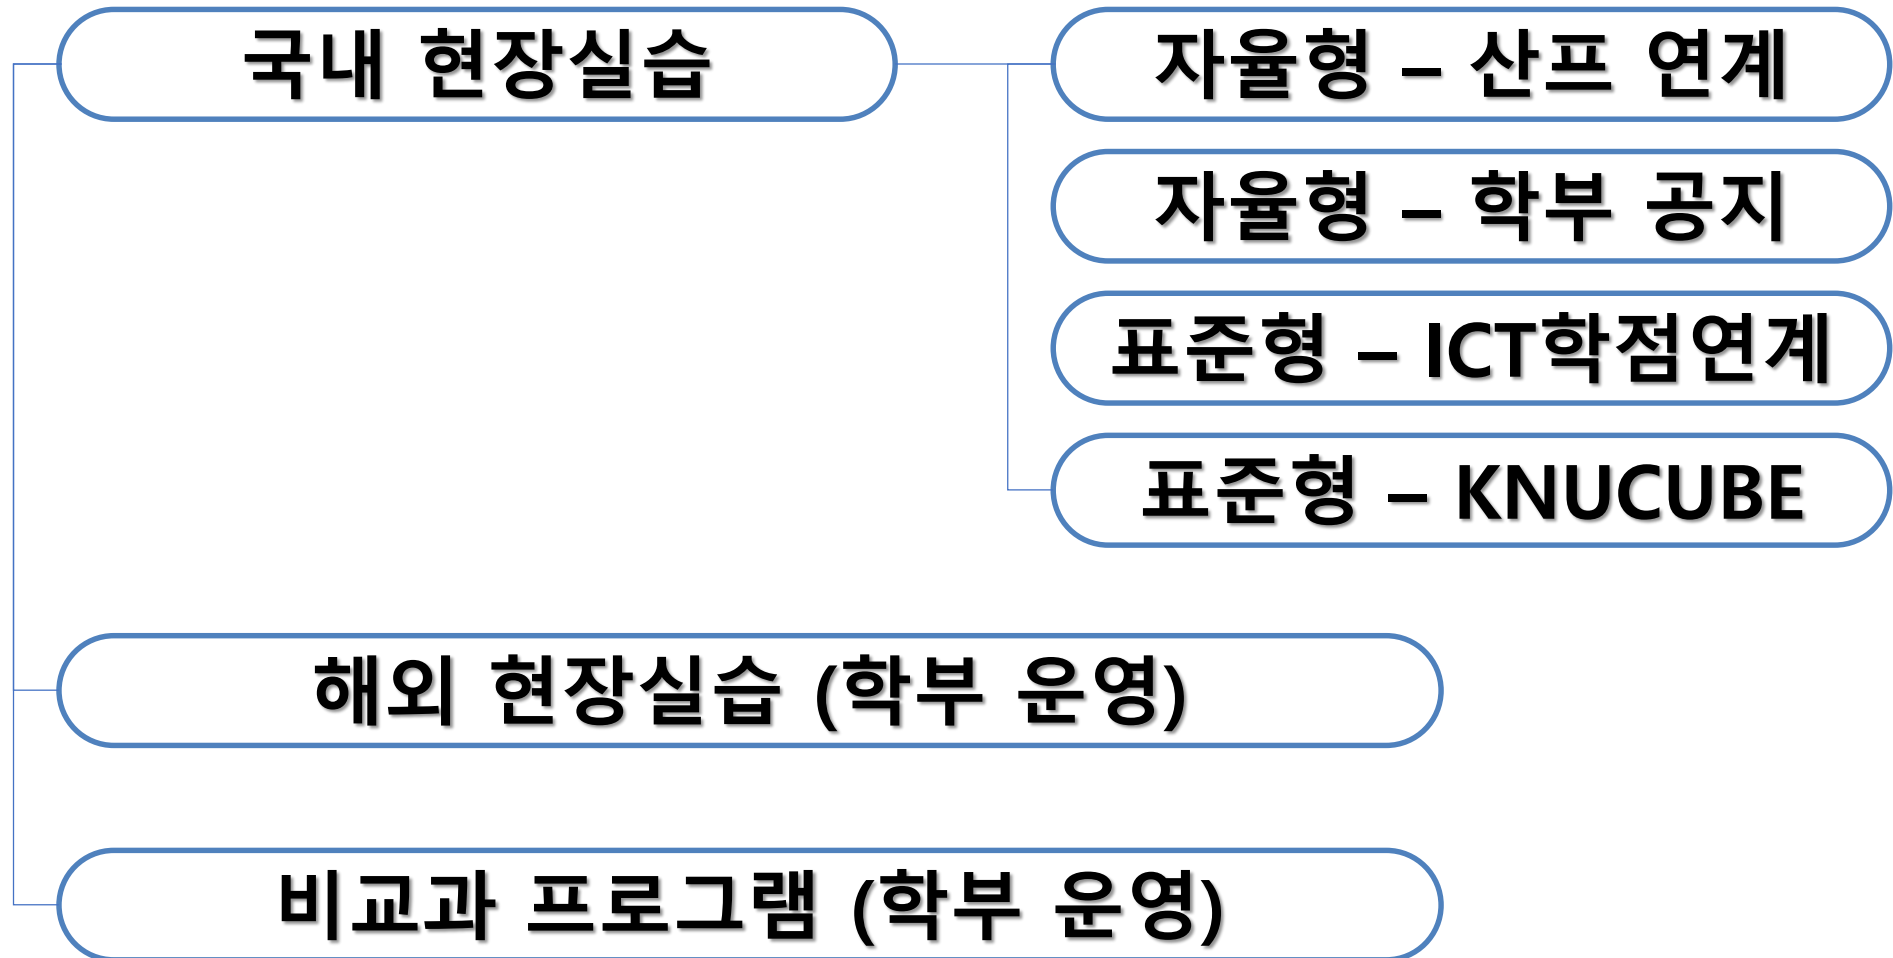 국내 현장실습
자율형 – 산프 연계
자율형 – 학부 공지
표준형 – ICT학점연계
표준형 – KNUCUBE
해외 현장실습 (학부 운영)
비교과 프로그램 (학부 운영)